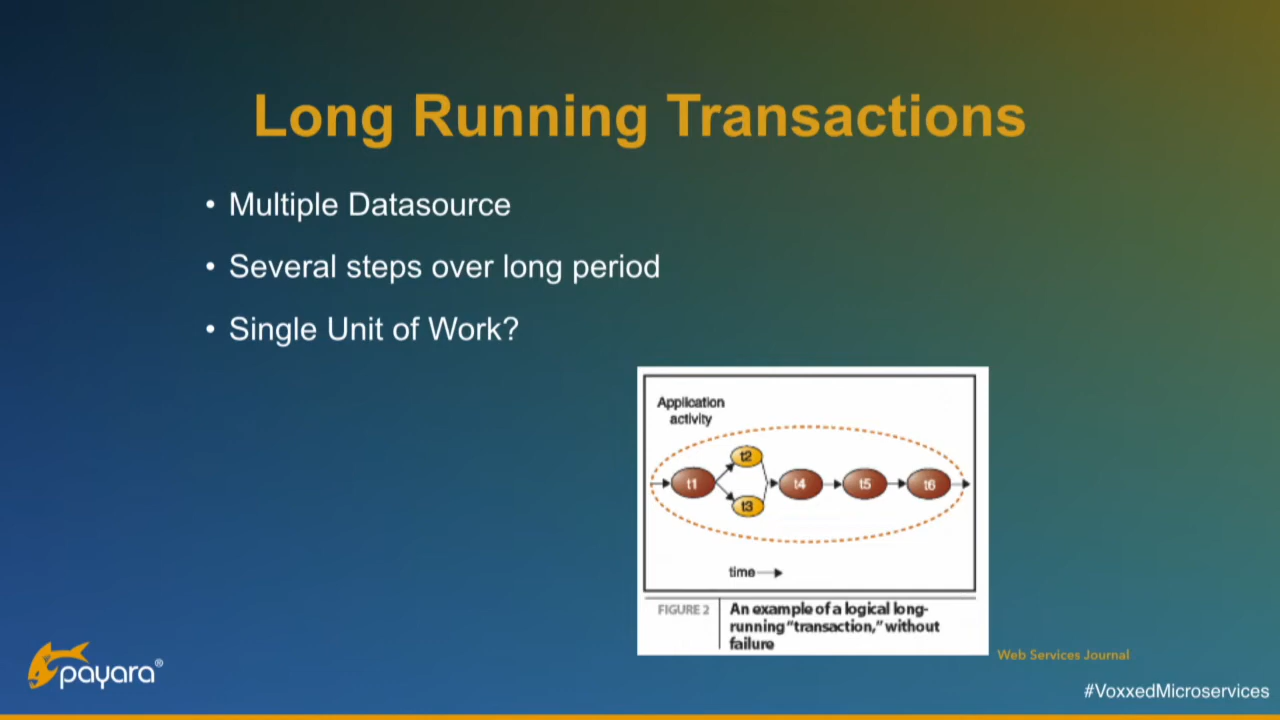 Long Running Transactions
• Multiple Datasource
• Several steps over long period
• Single Unit of Work?
Application
activity
t1
t2
t3
t4
t5
t6
time
FIGURE 2
An example of a logical long-
running "transaction," without
failure
Web Services Journal
payara®
#VoxxedMicroservices